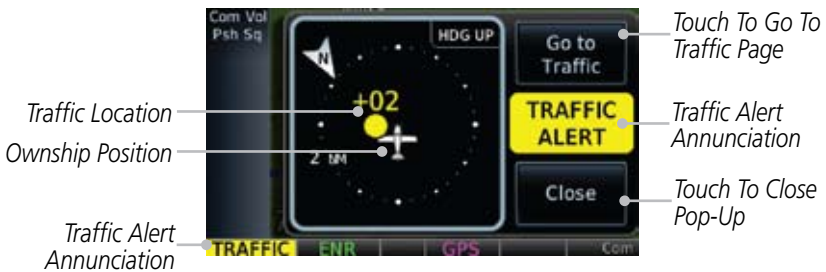 Com Vol
Psh Sq
HDG UP
N
+02
2 NM
Go to
Traffic
TRAFFIC
ALERT
Close
TRAFFIC
ENR
GPS
Com
Traffic Location
Ownship Position
Traffic Alert
Annunciation
Touch To Go To
Traffic Page
Traffic Alert
Annunciation
Touch To Close
Pop-Up